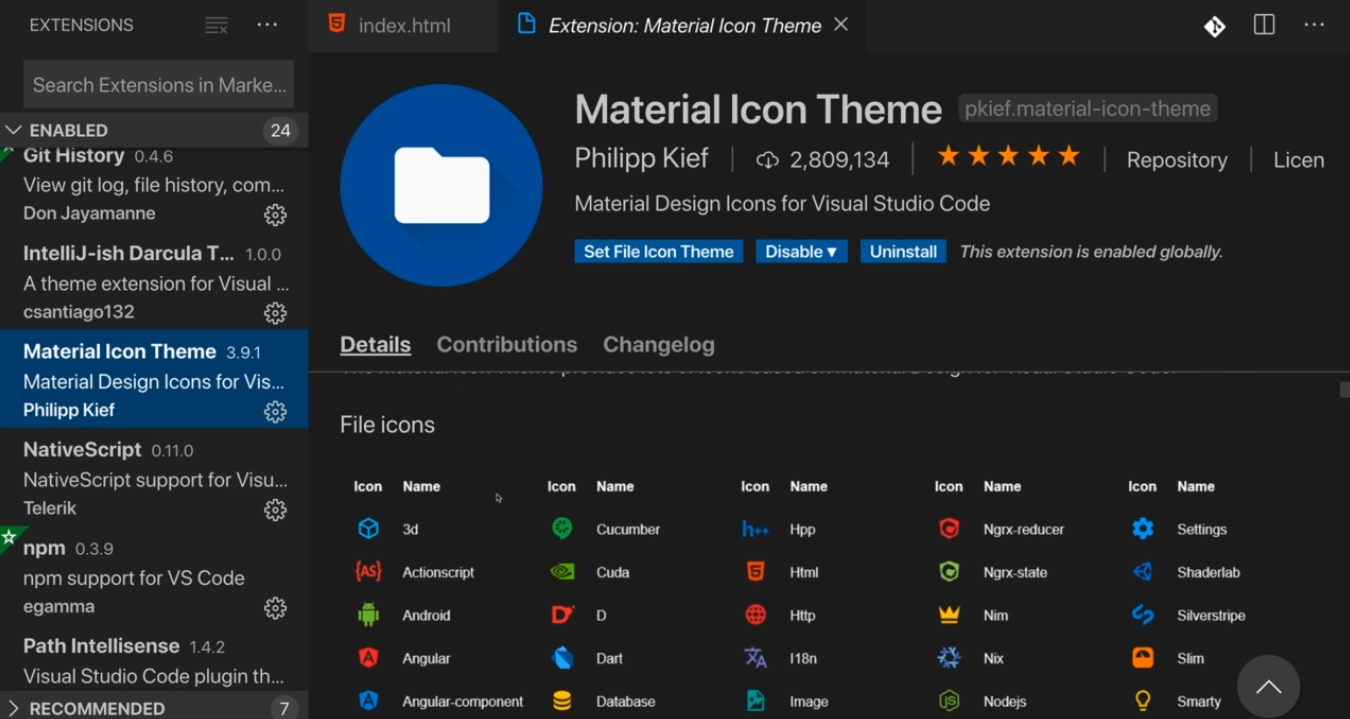 EXTENSIONS
Search Extensions in Marke...
ENABLED 24
Git History 0.4.6
View git log, file history, com...
Don Jayamanne
IntelliJ-ish Darcula T... 1.0.0
A theme extension for Visual ...
csantiago132
Material Icon Theme 3.9.1
Material Design Icons for Vis...
Philipp Kief
NativeScript 0.11.0
NativeScript support for Visu...
Telerik
npm 0.3.9
npm support for VS Code
egamma
Path Intellisense 1.4.2
Visual Studio Code plugin th...
RECOMMENDED 7
index.html
Extension: Material Icon Theme
Material Icon Theme pkief.material-icon-theme
Philipp Kief 2,809,134 Repository Licen
Material Design Icons for Visual Studio Code
Set File Icon Theme Disable ▾ Uninstall This extension is enabled globally.
Details Contributions Changelog
File icons
Icon Name Icon Name Icon Name Icon Name Icon Name
3d Cucumber h++ Hpp Ngrx-reducer Settings
{AS} Actionscript Cuda 5 Html Ngrx-state Shaderlab
Android D D Http Nim Silverstripe
A Angular Dart I18n Nix Slim
A Angular-component Database Image Nodejs Smarty